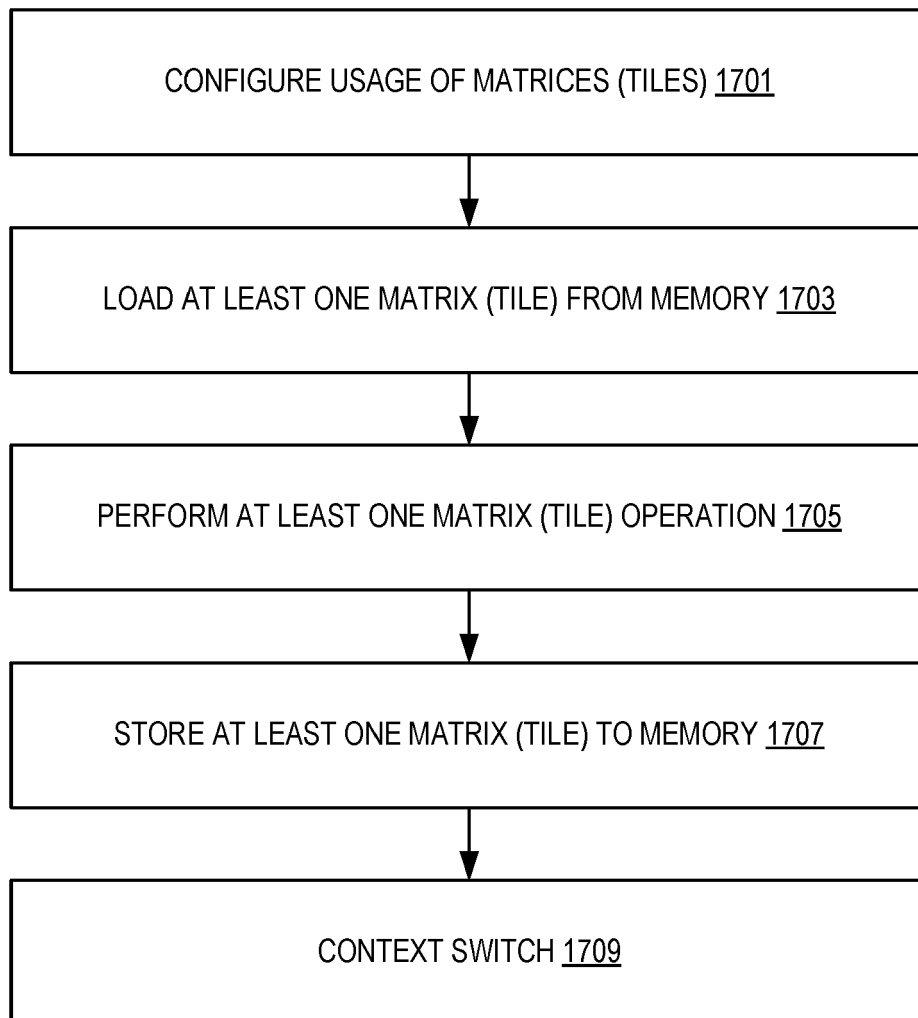 CONFIGURE USAGE OF MATRICES (TILES) 1701
LOAD AT LEAST ONE MATRIX (TILE) FROM MEMORY 1703
PERFORM AT LEAST ONE MATRIX (TILE) OPERATION 1705
STORE AT LEAST ONE MATRIX (TILE) TO MEMORY 1707
CONTEXT SWITCH 1709